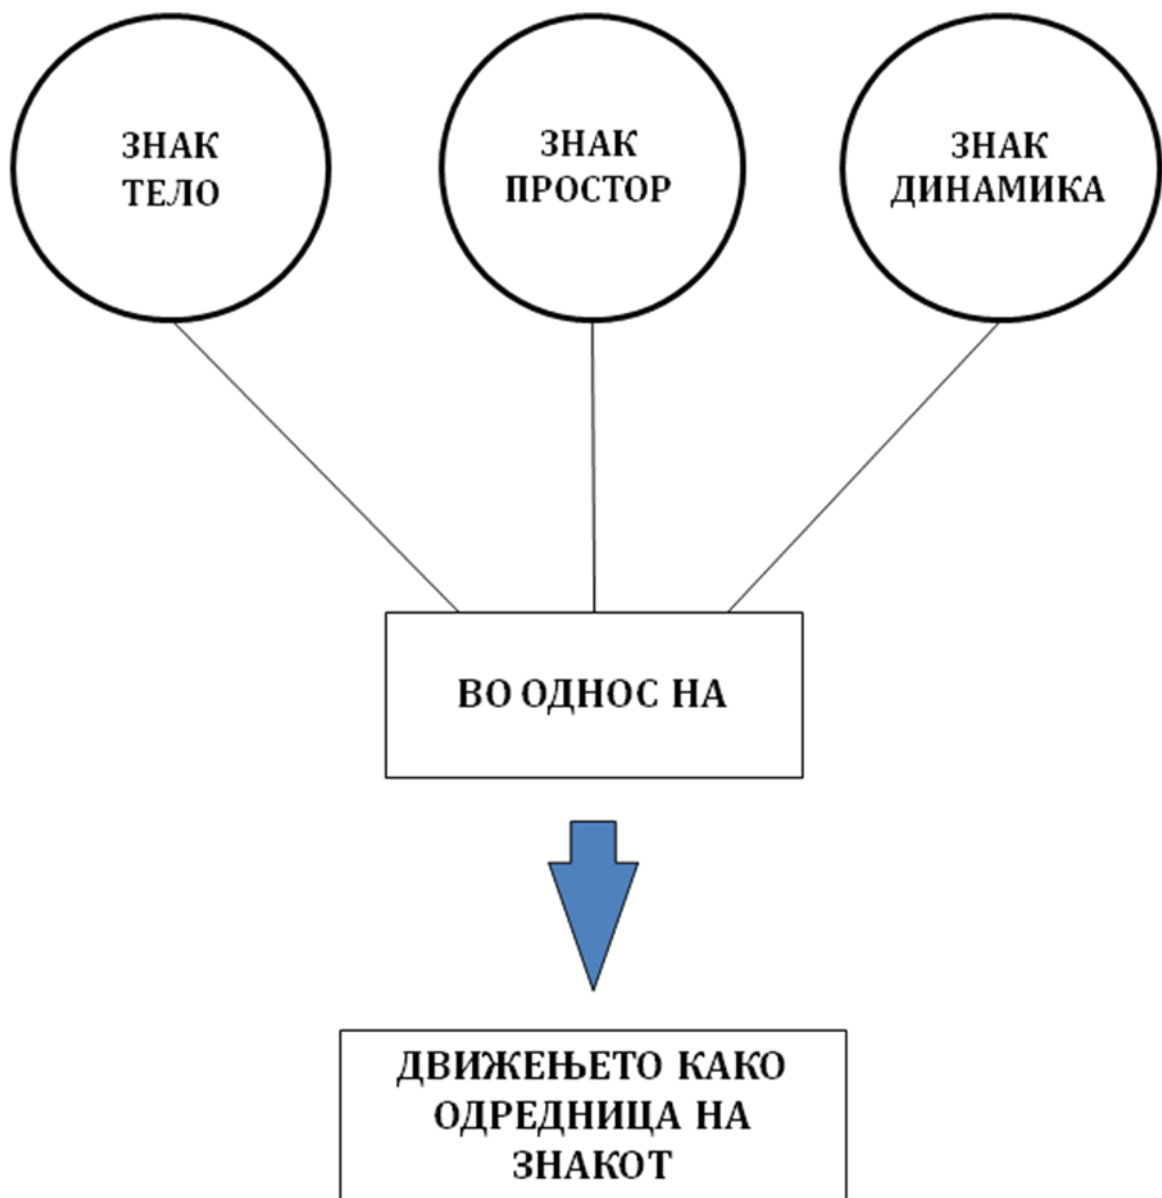 ЗНАК
ТЕЛО
ЗНАК
ПРОСТОР
ЗНАК
ДИНАМИКА
ВО ОДНОС НА
ДВИЖЕЊЕТО КАКО
ОДРЕДНИЦА НА
ЗНАКОТ